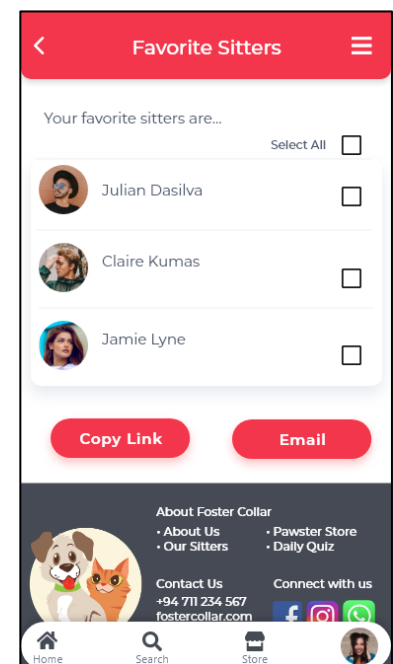 Favorite Sitters
Your favorite sitters are...
Select All
Julian Dasilva
Claire Kumas
Jamie Lyne
Copy Link
Email
About Foster Collar
• About Us
• Our Sitters
• Pawster Store
• Daily Quiz
Contact Us
+94 711 234 567
fostercollar.com
Connect with us
Home
Search
Store